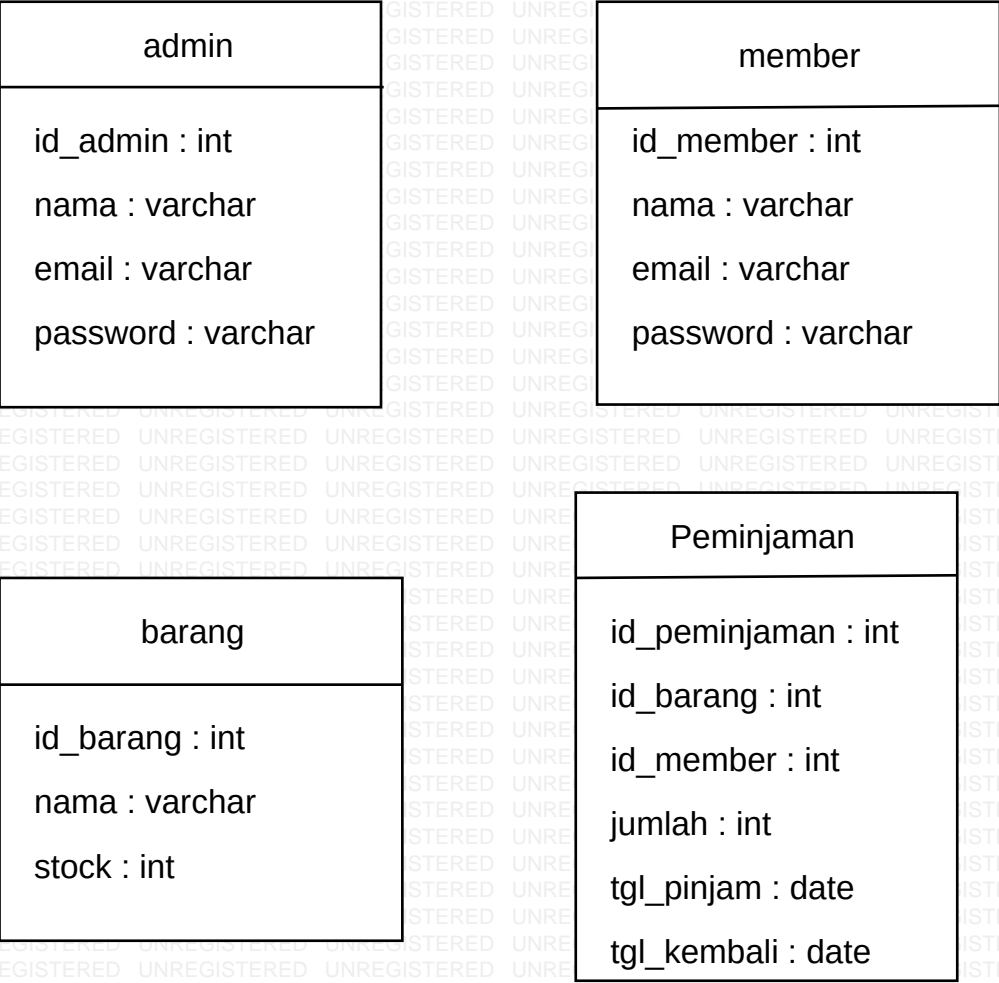 admin
id_admin : int
nama : varchar
email : varchar
password : varchar
member
id_member : int
nama : varchar
email : varchar
password : varchar
barang
id_barang : int
nama : varchar
stock : int
Peminjaman
id_peminjaman : int
id_barang : int
id_member : int
jumlah : int
tgl_pinjam : date
tgl_kembali : date
UNREGISTERED